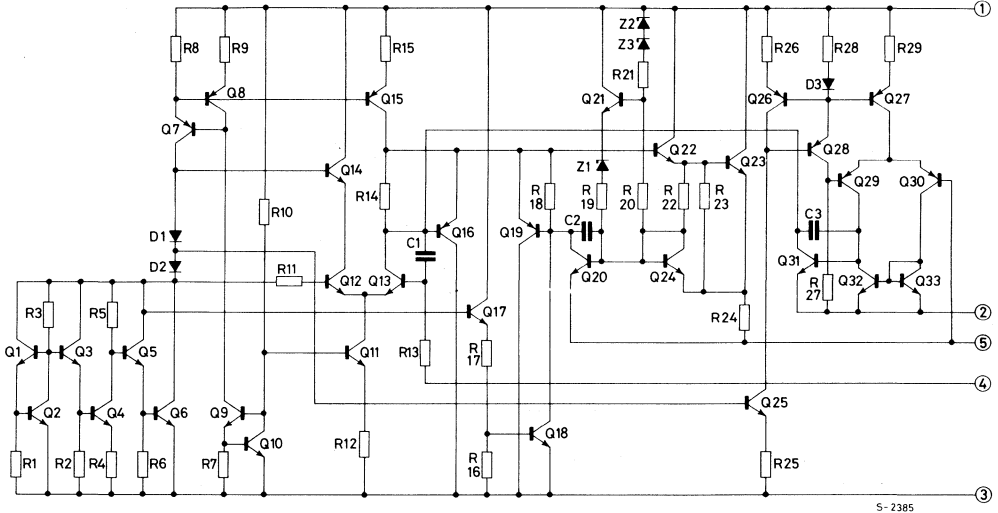 1
Z2
R8
R9
R15
Z3
R26
R28
R29
R21
D3
Q8
Q15
Q21
Q26
Q27
Q7
Q28
Q22
Q23
Q14
Z1
Q29
Q30
R14
R 19
R 18
R 20
R 22
R 23
R10
C2
C3
Q16
Q19
D1
C1
Q31
D2
R11
Q12
Q13
Q20
Q24
Q32
Q33
R 27
R3
R5
Q17
R24
2
Q1
Q3
Q5
Q11
R13
R 17
5
4
Q2
Q4
Q6
Q9
Q25
Q10
R12
Q18
R1
R2
R4
R6
R7
R 16
R25
3
S-2385